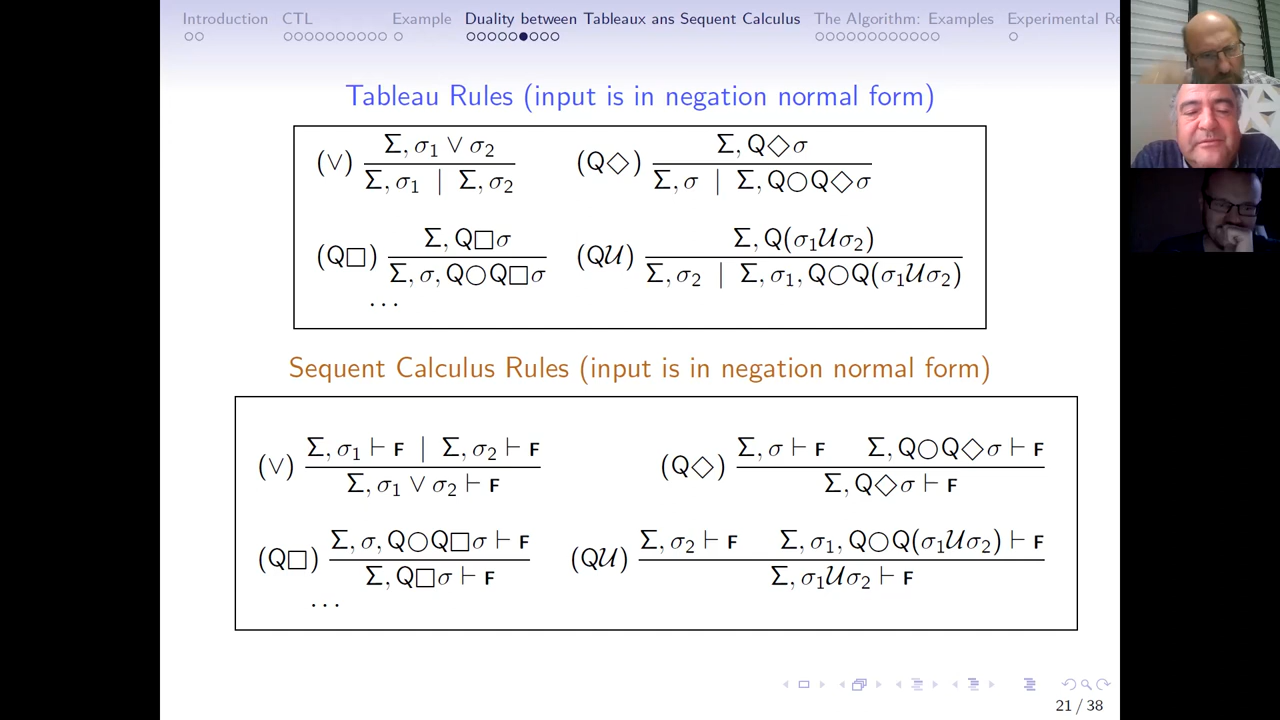 Introduction CTL Example Duality between Tableaux ans Sequent Calculus The Algorithm: Examples Experimental Re
Tableau Rules (input is in negation normal form)
(∨) Σ, σ₁ ∨ σ₂ (Q◇) Σ, Q◇σ
Σ, σ₁ | Σ, σ₂ Σ, σ | Σ, Q○Q◇σ
(Q□) Σ, Q□σ (Q𝒰) Σ, Q(σ₁𝒰σ₂)
Σ, σ, Q○Q□σ Σ, σ₂ | Σ, σ₁, Q○Q(σ₁𝒰σ₂)
...
Sequent Calculus Rules (input is in negation normal form)
(∨) Σ, σ₁ ⊢ F | Σ, σ₂ ⊢ F (Q◇) Σ, σ ⊢ F Σ, Q○Q◇σ ⊢ F
Σ, σ₁ ∨ σ₂ ⊢ F Σ, Q◇σ ⊢ F
(Q□) Σ, σ, Q○Q□σ ⊢ F (Q𝒰) Σ, σ₂ ⊢ F Σ, σ₁, Q○Q(σ₁𝒰σ₂) ⊢ F
Σ, Q□σ ⊢ F Σ, σ₁𝒰σ₂ ⊢ F
...
21 / 38